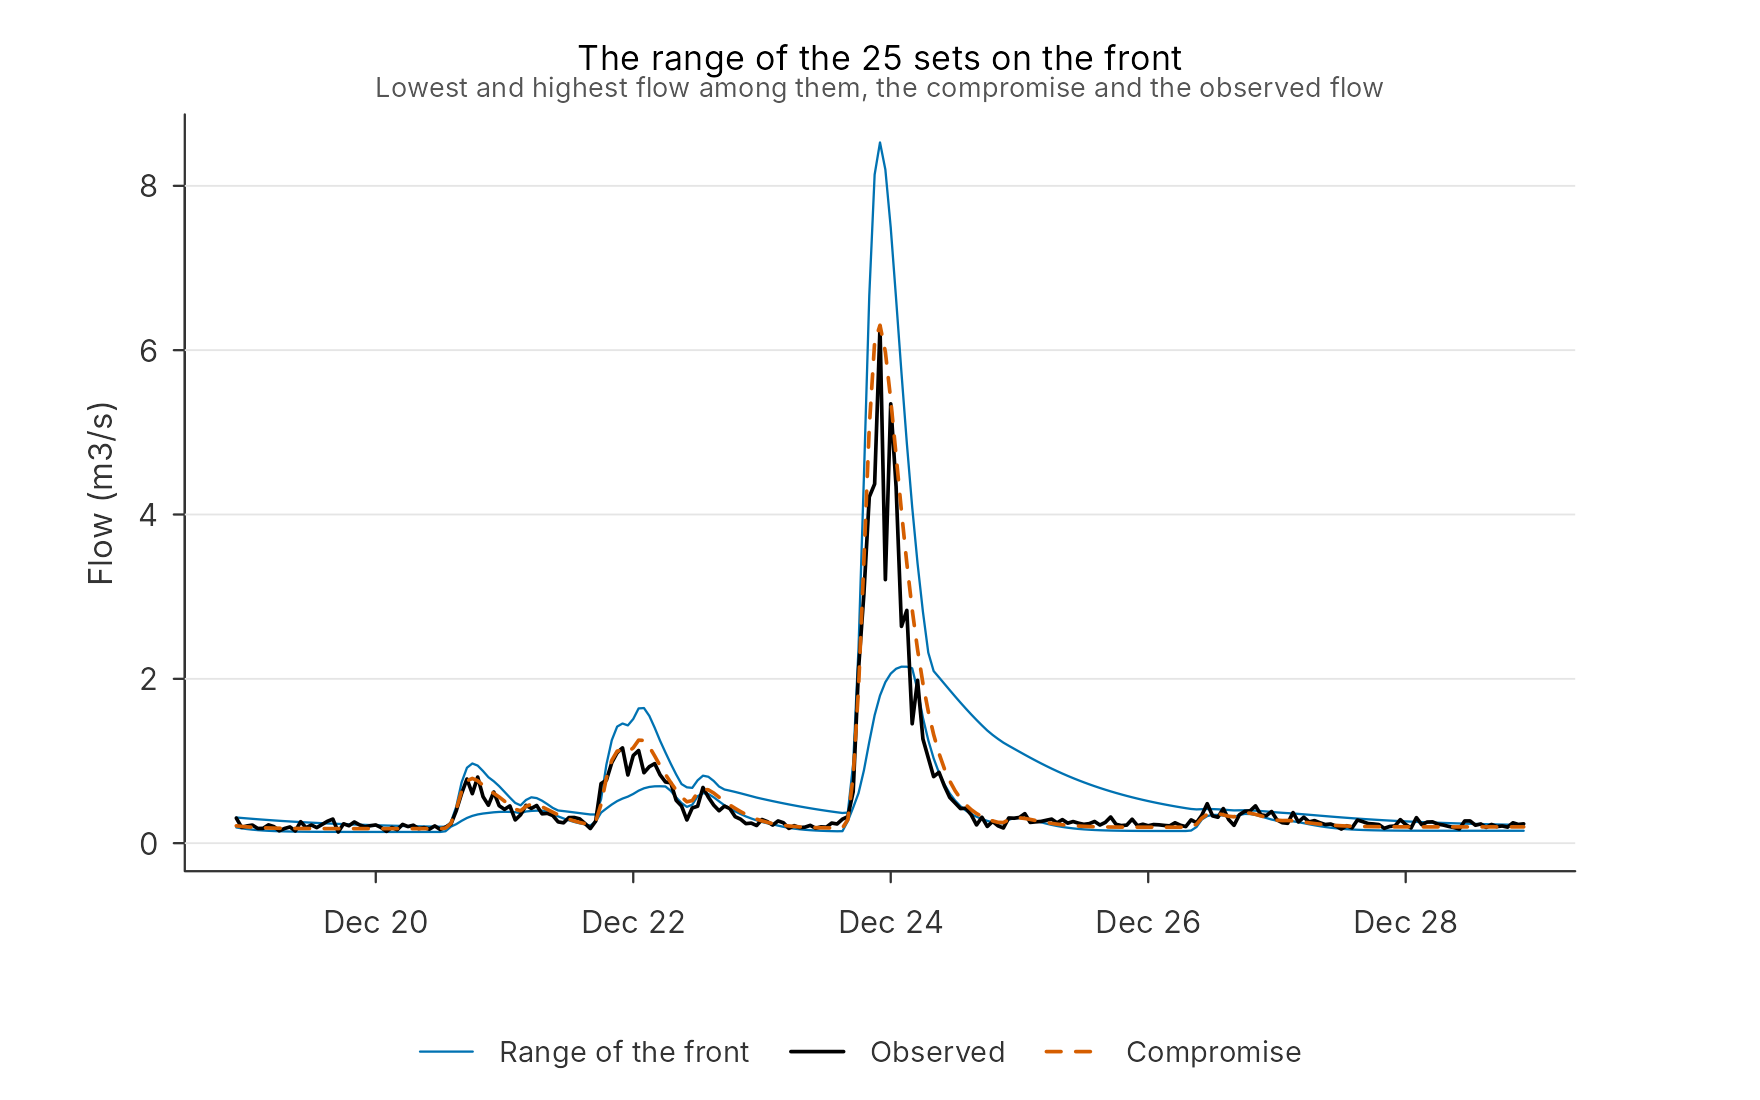 The range of the 25 sets on the front
Lowest and highest flow among them, the compromise and the observed flow
Flow (m3/s)
8
6
4
2
0
Dec 20 Dec 22 Dec 24 Dec 26 Dec 28
Range of the front Observed Compromise